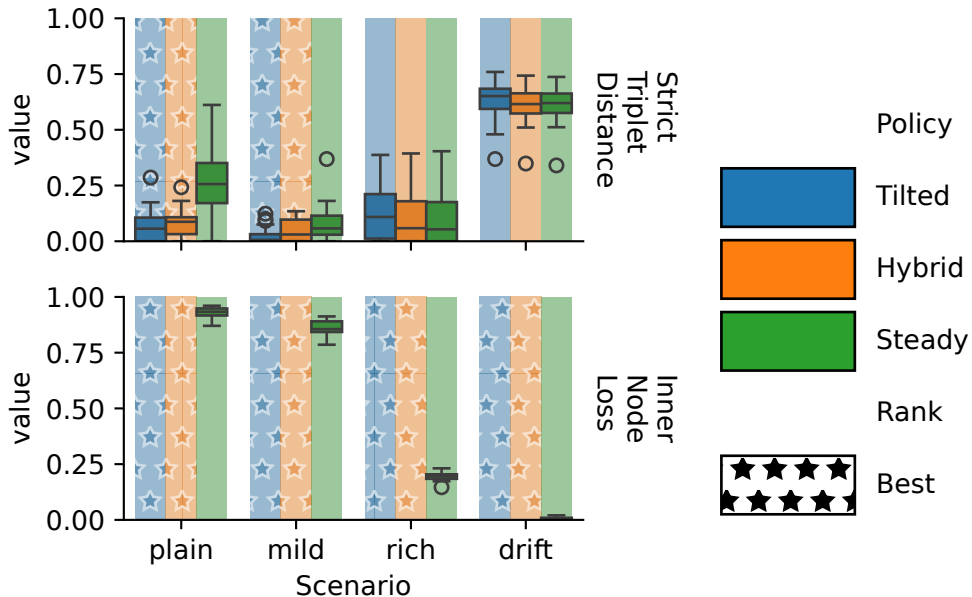 1.00
0.75
0.50
0.25
0.00
value
Strict
Triplet
Distance
1.00
0.75
0.50
0.25
0.00
value
Inner
Node
Loss
plain mild rich drift
Scenario
Policy
Tilted
Hybrid
Steady
Rank
Best